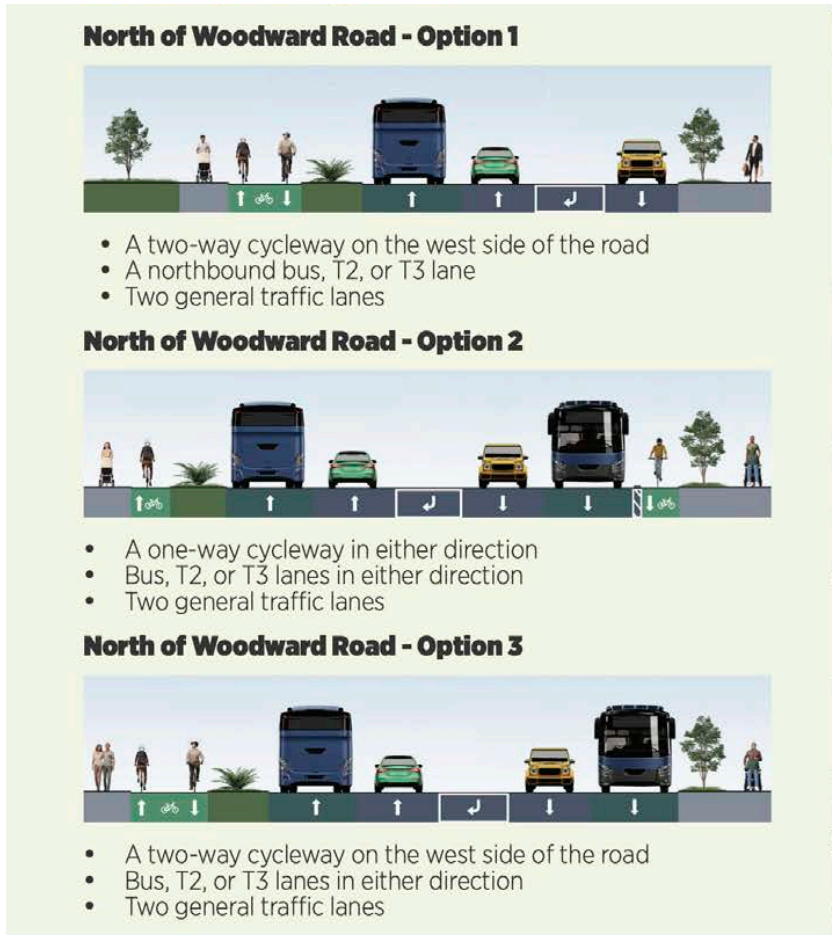 North of Woodward Road - Option 1
• A two-way cycleway on the west side of the road
• A northbound bus, T2, or T3 lane
• Two general traffic lanes
North of Woodward Road - Option 2
• A one-way cycleway in either direction
• Bus, T2, or T3 lanes in either direction
• Two general traffic lanes
North of Woodward Road - Option 3
• A two-way cycleway on the west side of the road
• Bus, T2, or T3 lanes in either direction
• Two general traffic lanes